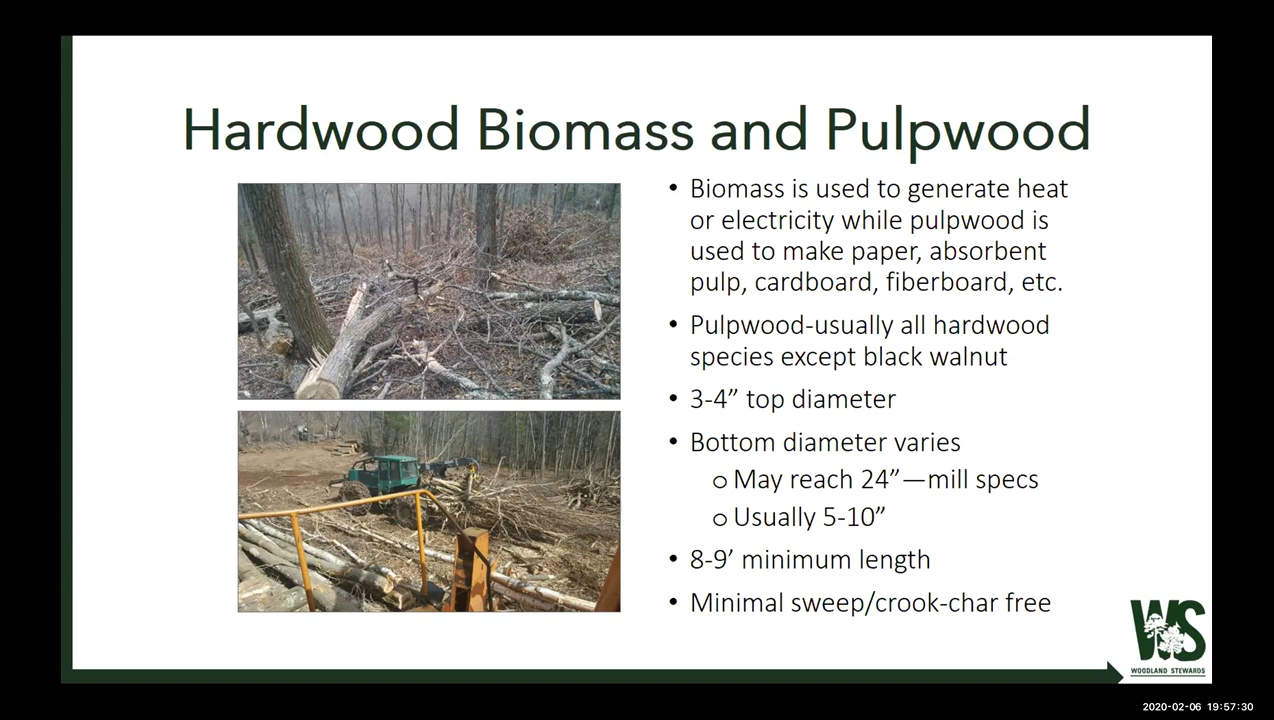 Hardwood Biomass and Pulpwood
• Biomass is used to generate heat
or electricity while pulpwood is
used to make paper, absorbent
pulp, cardboard, fiberboard, etc.
• Pulpwood-usually all hardwood
species except black walnut
• 3-4” top diameter
• Bottom diameter varies
o May reach 24”—mill specs
o Usually 5-10”
• 8-9’ minimum length
• Minimal sweep/crook-char free
WS
WOODLAND STEWARDS
2020-02-06 19:57:30